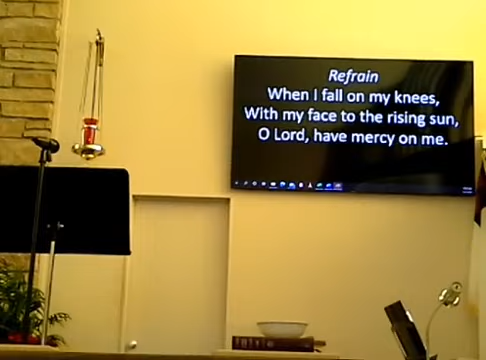 Refrain
When I fall on my knees,
With my face to the rising sun,
O Lord, have mercy on me.